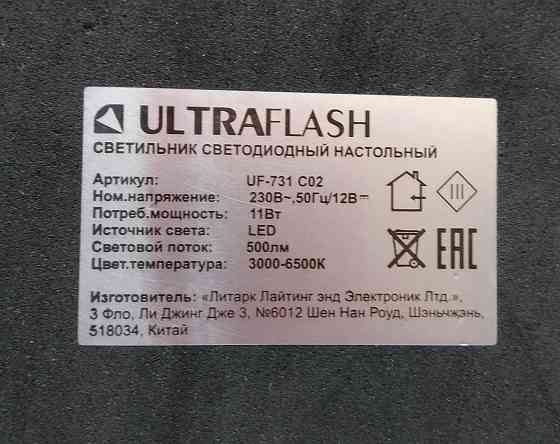 ULTRAFLASH
СВЕТИЛЬНИК СВЕТОДИОДНЫЙ НАСТОЛЬНЫЙ
Артикул: UF-731 C02
Ном.напряжение: 230В~,50Гц/12В⎓
Потреб.мощность: 11Вт
Источник света: LED
Световой поток: 500лм
Цвет.температура: 3000-6500К
III
EAC
Изготовитель: «Литарк Лайтинг энд Электроник Лтд.»,
3 Фло, Ли Джинг Дже 3, №6012 Шен Нан Роуд, Шэньчжэнь,
518034, Китай